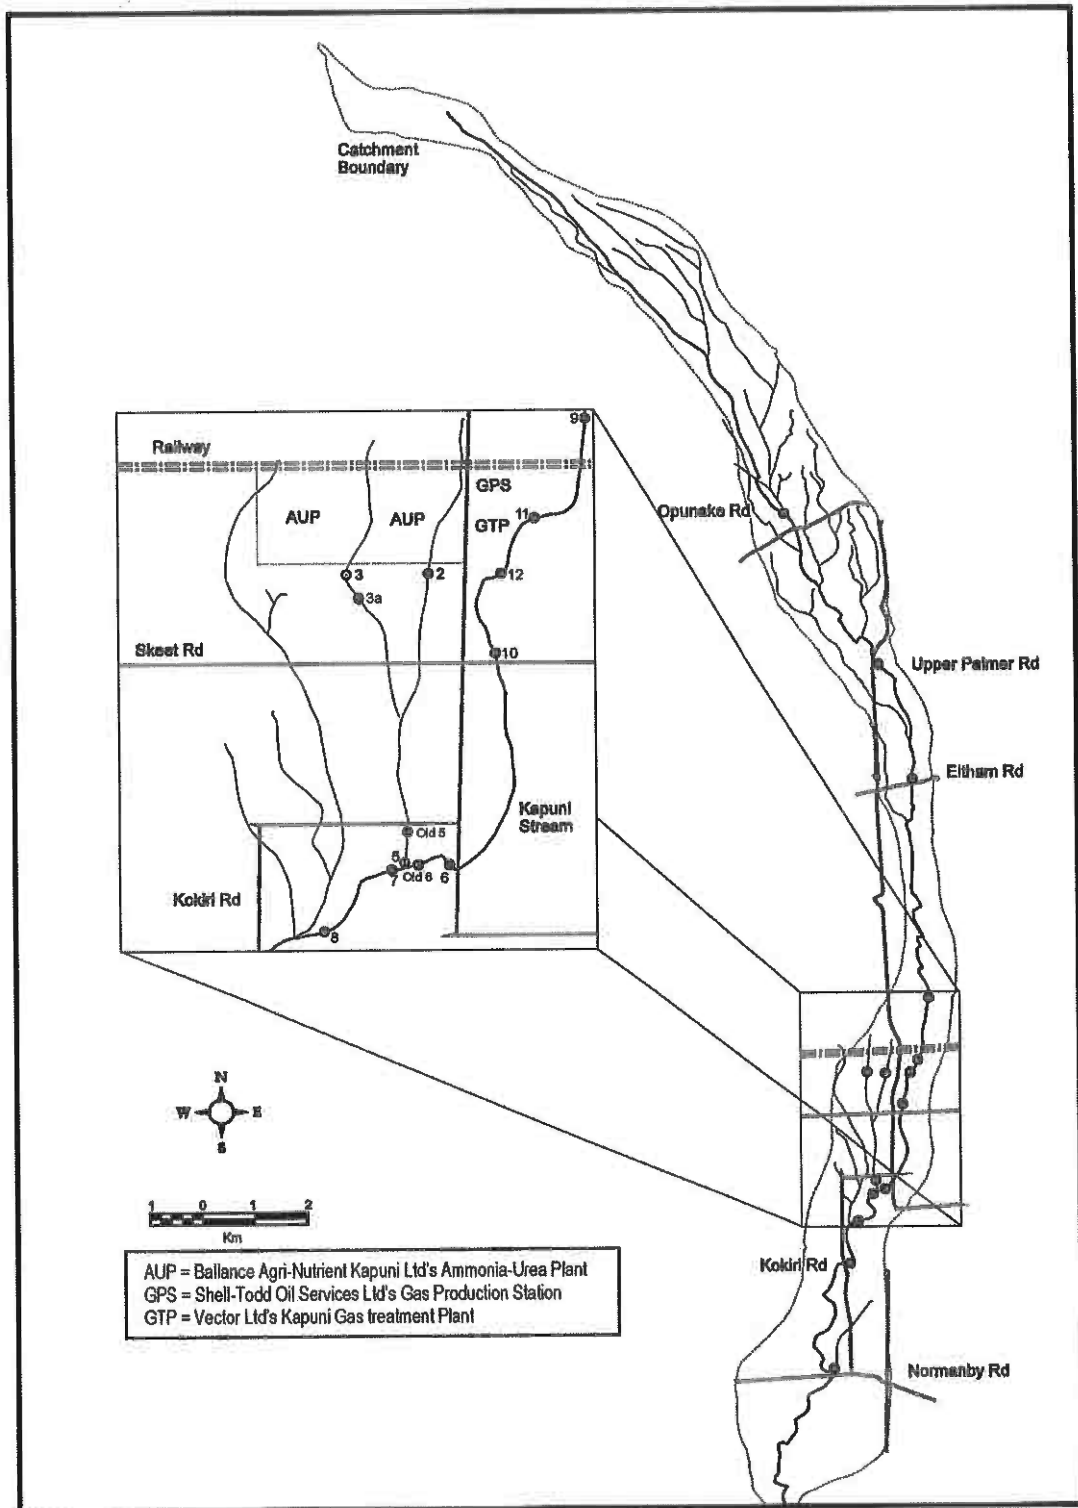 Catchment
Boundary
Railway
9
GPS
AUP
AUP
11
GTP
Opunake Rd
3
2
12
3a
Skeet Rd
10
Upper Palmer Rd
Eltham Rd
Kapuni
Stream
Old 5
5
7
Old 6
6
Kokiri Rd
8
N
W
E
S
1
0
1
2
Km
Kokiri Rd
AUP = Ballance Agri-Nutrient Kapuni Ltd's Ammonia-Urea Plant
GPS = Shell-Todd Oil Services Ltd's Gas Production Station
GTP = Vector Ltd's Kapuni Gas treatment Plant
Normanby Rd